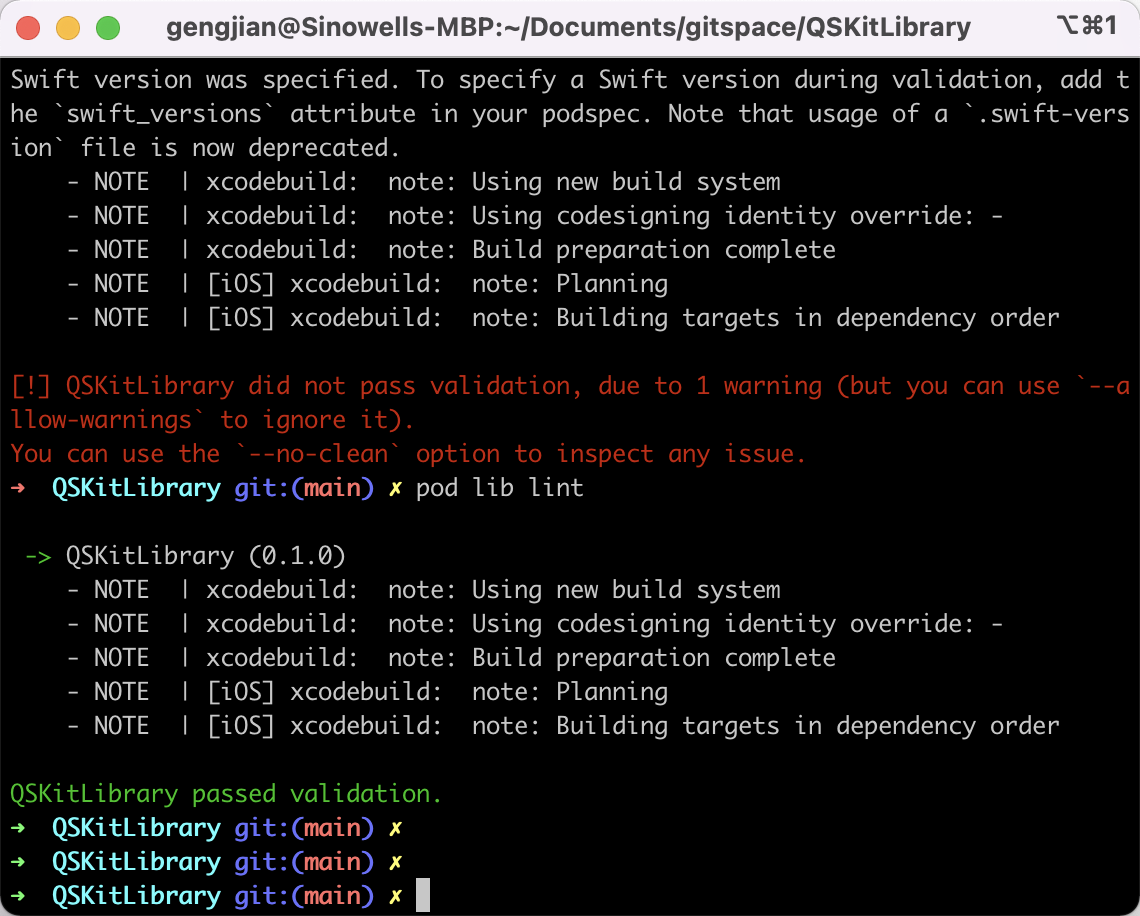 gengjian@Sinowells-MBP:~/Documents/gitspace/QSKitLibrary ⌥⌘1
Swift version was specified. To specify a Swift version during validation, add t
he `swift_versions` attribute in your podspec. Note that usage of a `.swift-vers
ion` file is now deprecated.
    - NOTE  | xcodebuild:  note: Using new build system
    - NOTE  | xcodebuild:  note: Using codesigning identity override: -
    - NOTE  | xcodebuild:  note: Build preparation complete
    - NOTE  | [iOS] xcodebuild:  note: Planning
    - NOTE  | [iOS] xcodebuild:  note: Building targets in dependency order
[!] QSKitLibrary did not pass validation, due to 1 warning (but you can use `--a
llow-warnings` to ignore it).
You can use the `--no-clean` option to inspect any issue.
➜  QSKitLibrary git:(main) ✗ pod lib lint
 -> QSKitLibrary (0.1.0)
    - NOTE  | xcodebuild:  note: Using new build system
    - NOTE  | xcodebuild:  note: Using codesigning identity override: -
    - NOTE  | xcodebuild:  note: Build preparation complete
    - NOTE  | [iOS] xcodebuild:  note: Planning
    - NOTE  | [iOS] xcodebuild:  note: Building targets in dependency order
QSKitLibrary passed validation.
➜  QSKitLibrary git:(main) ✗
➜  QSKitLibrary git:(main) ✗
➜  QSKitLibrary git:(main) ✗